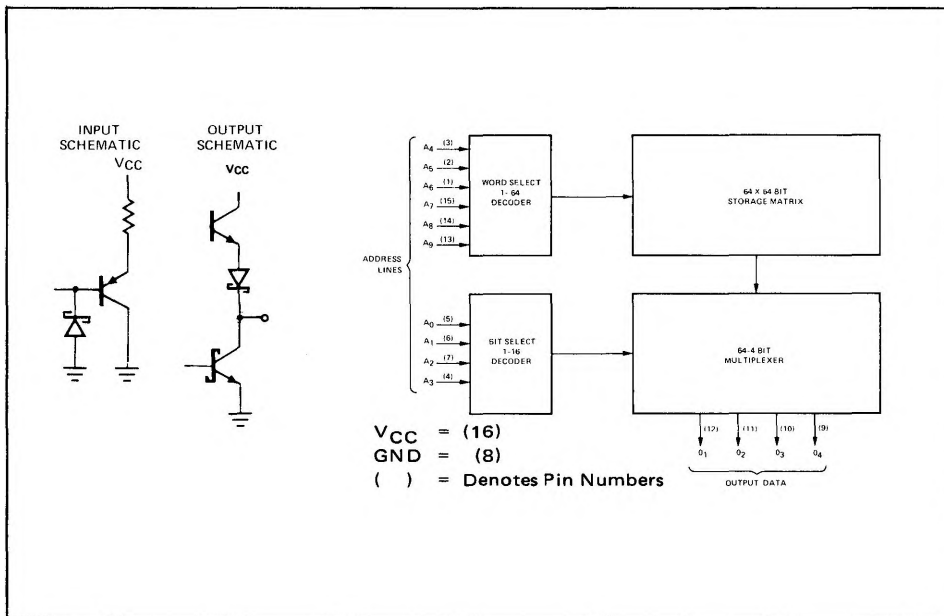 INPUT
SCHEMATIC
VCC
OUTPUT
SCHEMATIC
VCC
ADDRESS
LINES
A4 (3)
A5 (2)
A6 (1)
A7 (15)
A8 (14)
A9 (13)
WORD SELECT
1-64
DECODER
64 X 64 BIT
STORAGE MATRIX
A0 (5)
A1 (6)
A2 (7)
A3 (4)
BIT SELECT
1-16
DECODER
64-4 BIT
MULTIPLEXER
(12) (11) (10) (9)
O1 O2 O3 O4
OUTPUT DATA
VCC = (16)
GND = (8)
( ) = Denotes Pin Numbers